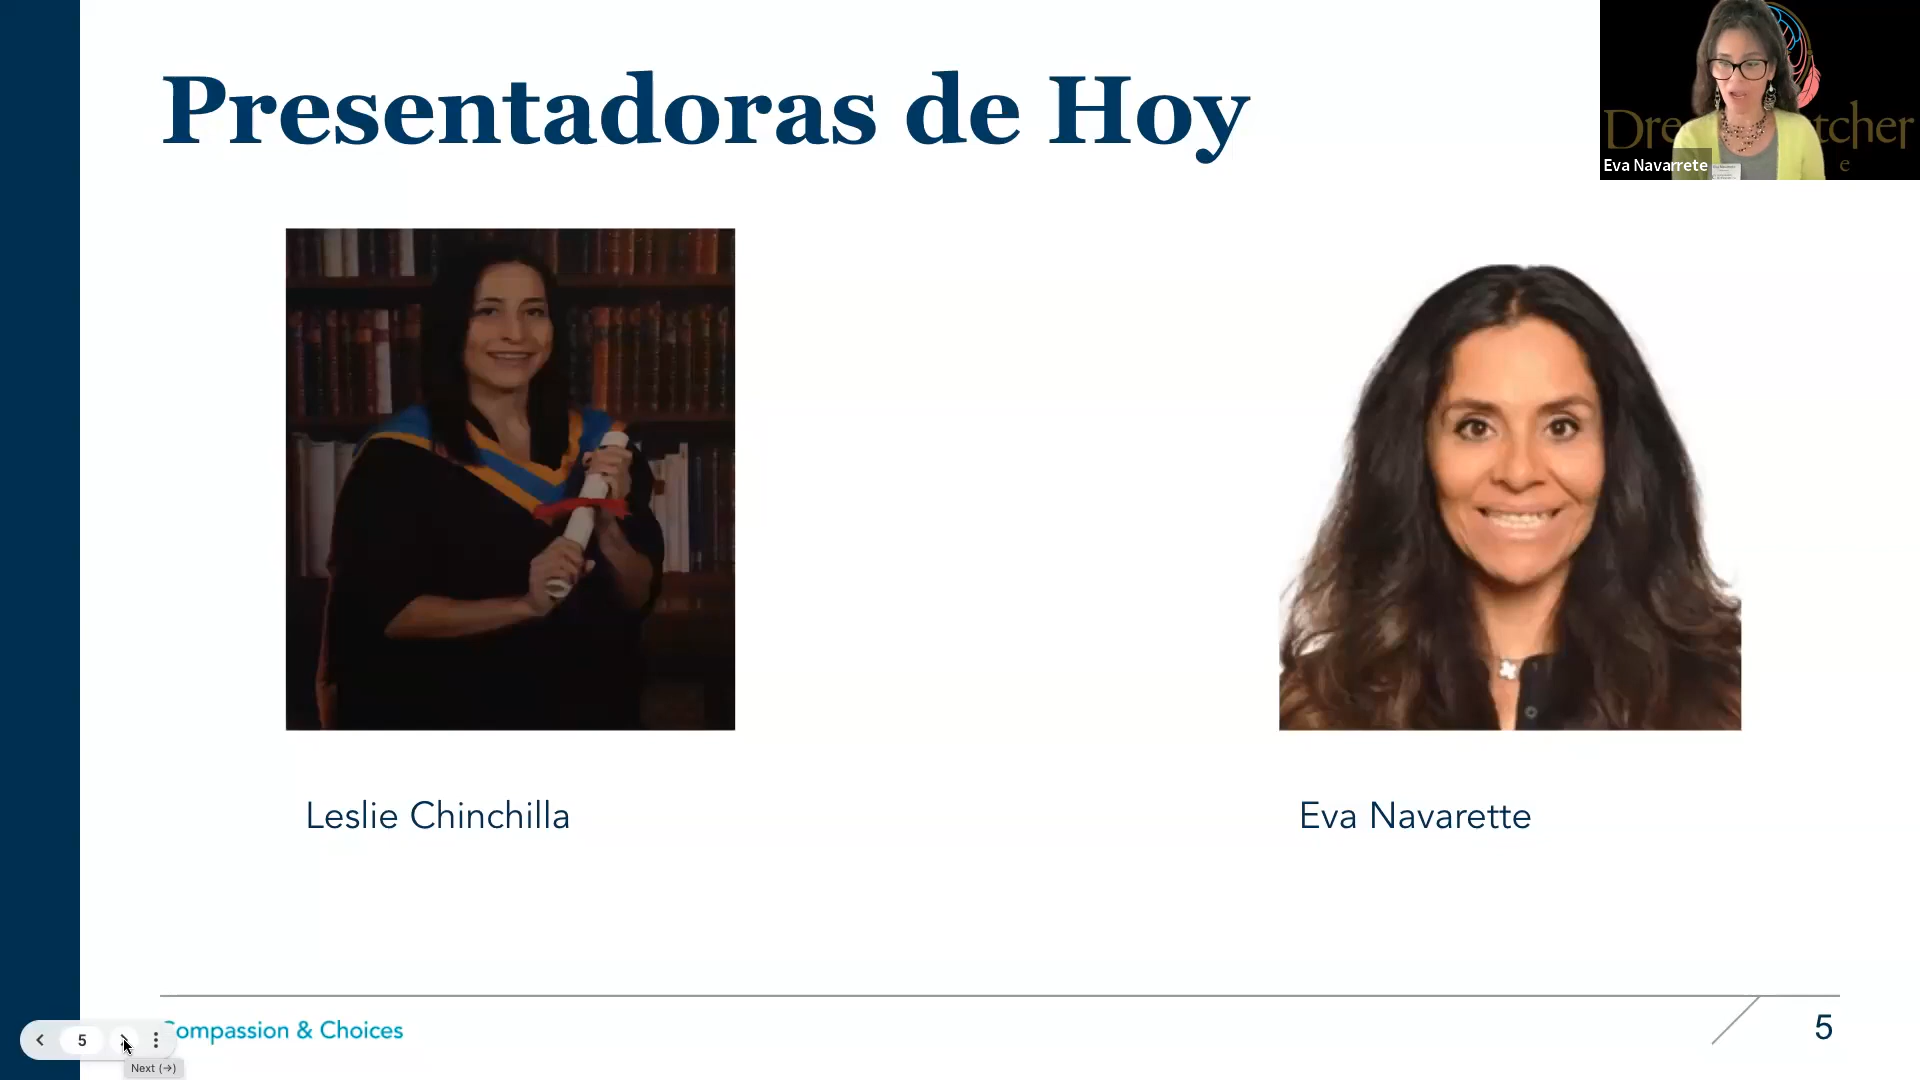 Presentadoras de Hoy
Eva Navarrete
Leslie Chinchilla
Eva Navarette
ompassion & Choices
5
5
Next (→)